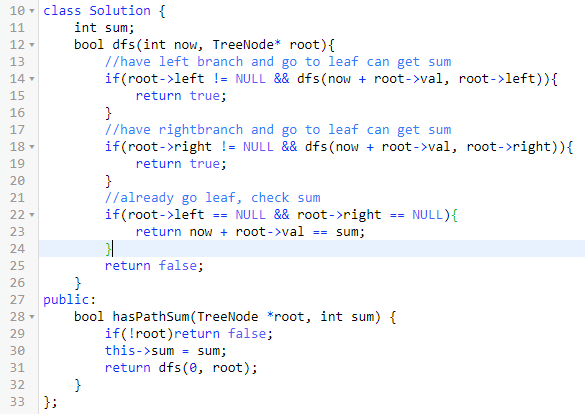 10 class Solution {
11     int sum;
12     bool dfs(int now, TreeNode* root){
13         //have left branch and go to leaf can get sum
14         if(root->left != NULL && dfs(now + root->val, root->left)){
15             return true;
16         }
17         //have rightbranch and go to leaf can get sum
18         if(root->right != NULL && dfs(now + root->val, root->right)){
19             return true;
20         }
21         //already go leaf, check sum
22         if(root->left == NULL && root->right == NULL){
23             return now + root->val == sum;
24         }
25         return false;
26     }
27 public:
28     bool hasPathSum(TreeNode *root, int sum) {
29         if(!root)return false;
30         this->sum = sum;
31         return dfs(0, root);
32     }
33 };